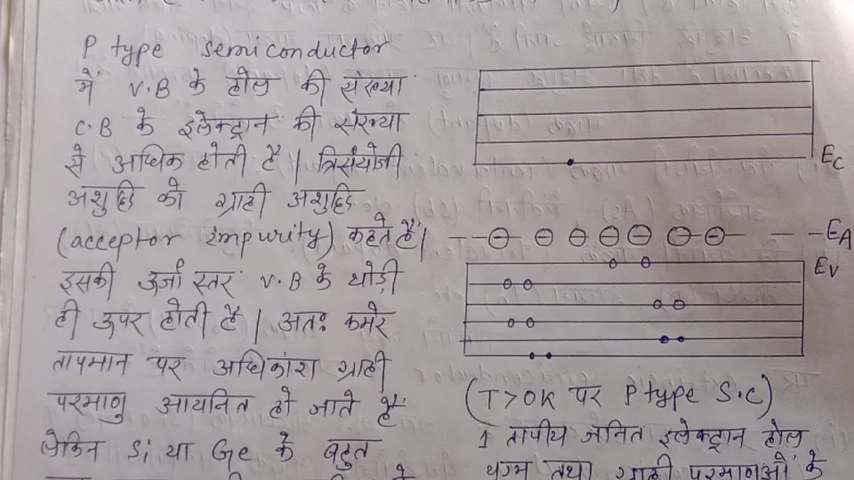 P type semiconductor
में V.B के होल की संख्या
C.B के इलेक्ट्रान की संख्या
से अधिक होती है | त्रिसंयोजी
अशुद्धि को ग्राही अशुद्धि
(acceptor impurity) कहते हैं|
इसकी ऊर्जा स्तर V.B के थोड़ी
ही ऊपर होती है | अतः कमरे
तापमान पर अधिकांश ग्राही
परमाणु आयनित हो जाते हैं
लेकिन Si या Ge के बहुत
EC
EA
EV
(T>0K पर P type S.C)
1 तापीय जनित इलेक्ट्रान होल
युग्म तथा ग्राही परमाणुओं के